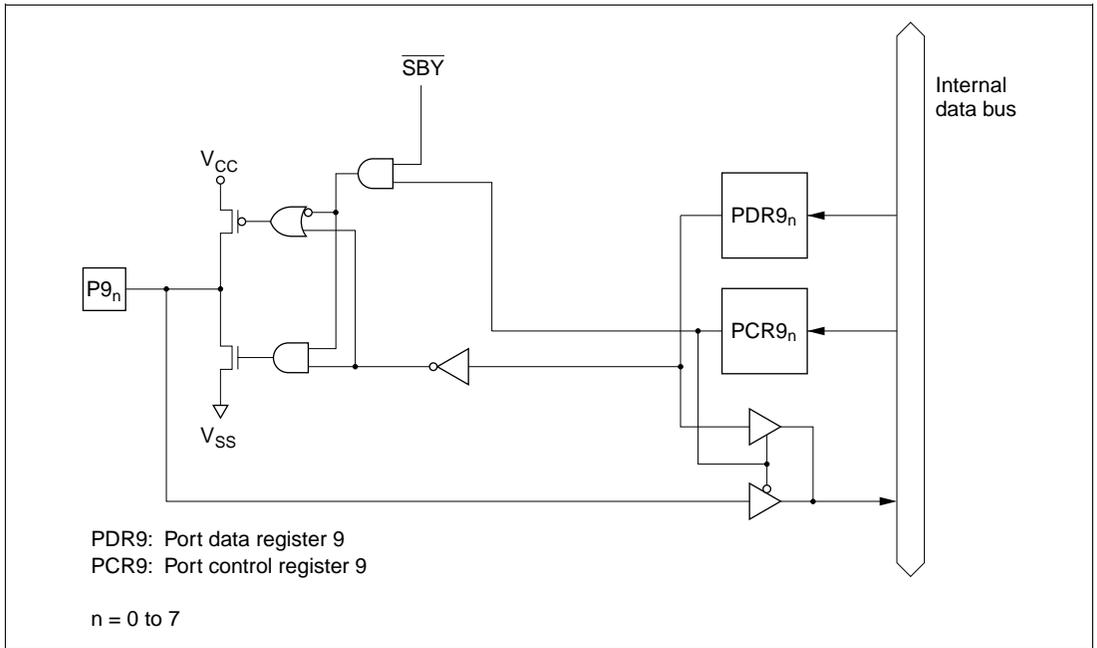 S̅B̅Y̅
Internal
data bus
VCC
PDR9n
P9n
PCR9n
VSS
PDR9: Port data register 9
PCR9: Port control register 9
n = 0 to 7